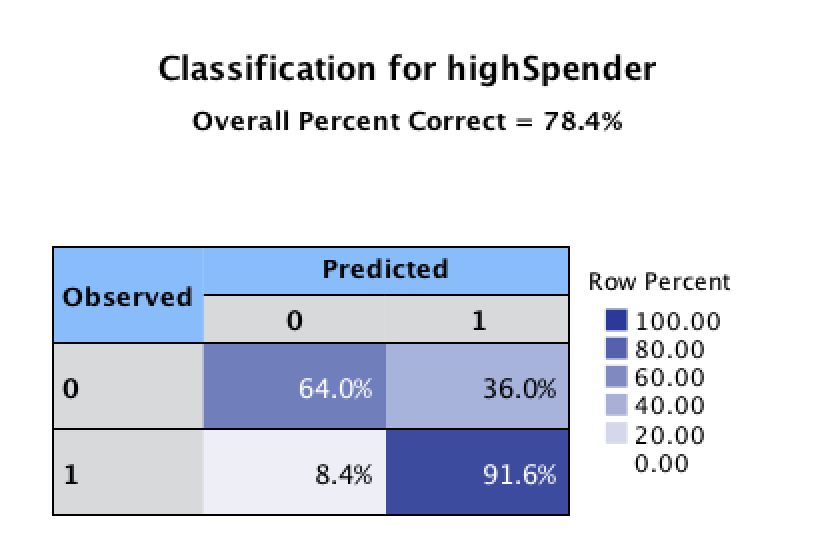 Classification for highSpender
Overall Percent Correct = 78.4%
Observed
Predicted
0 1
0 64.0% 36.0%
1 8.4% 91.6%
Row Percent
100.00
80.00
60.00
40.00
20.00
0.00